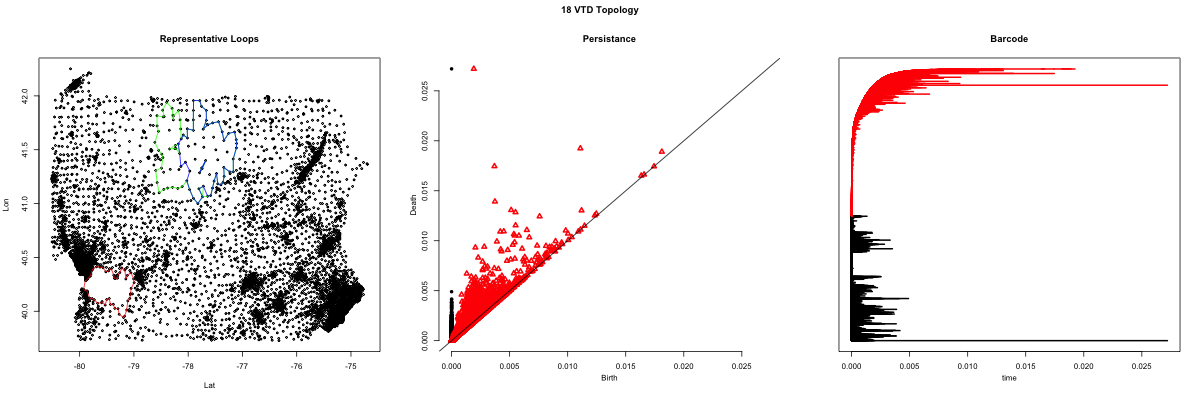 18 VTD Topology
Representative Loops
Lon
42.0
41.5
41.0
40.5
40.0
-80 -79 -78 -77 -76 -75
Lat
Persistance
Death
0.025
0.020
0.015
0.010
0.005
0.000
0.000 0.005 0.010 0.015 0.020 0.025
Birth
Barcode
0.000 0.005 0.010 0.015 0.020 0.025
time